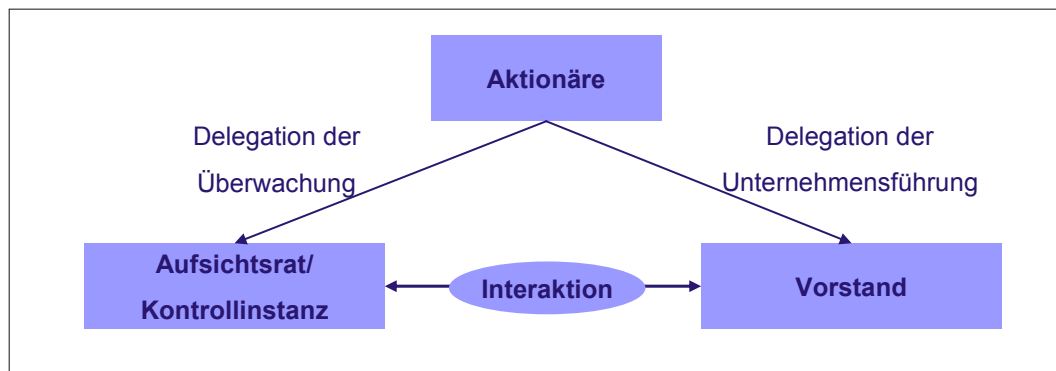 Aktionäre
Delegation der
Überwachung
Delegation der
Unternehmensführung
Aufsichtsrat/
Kontrollinstanz
Interaktion
Vorstand